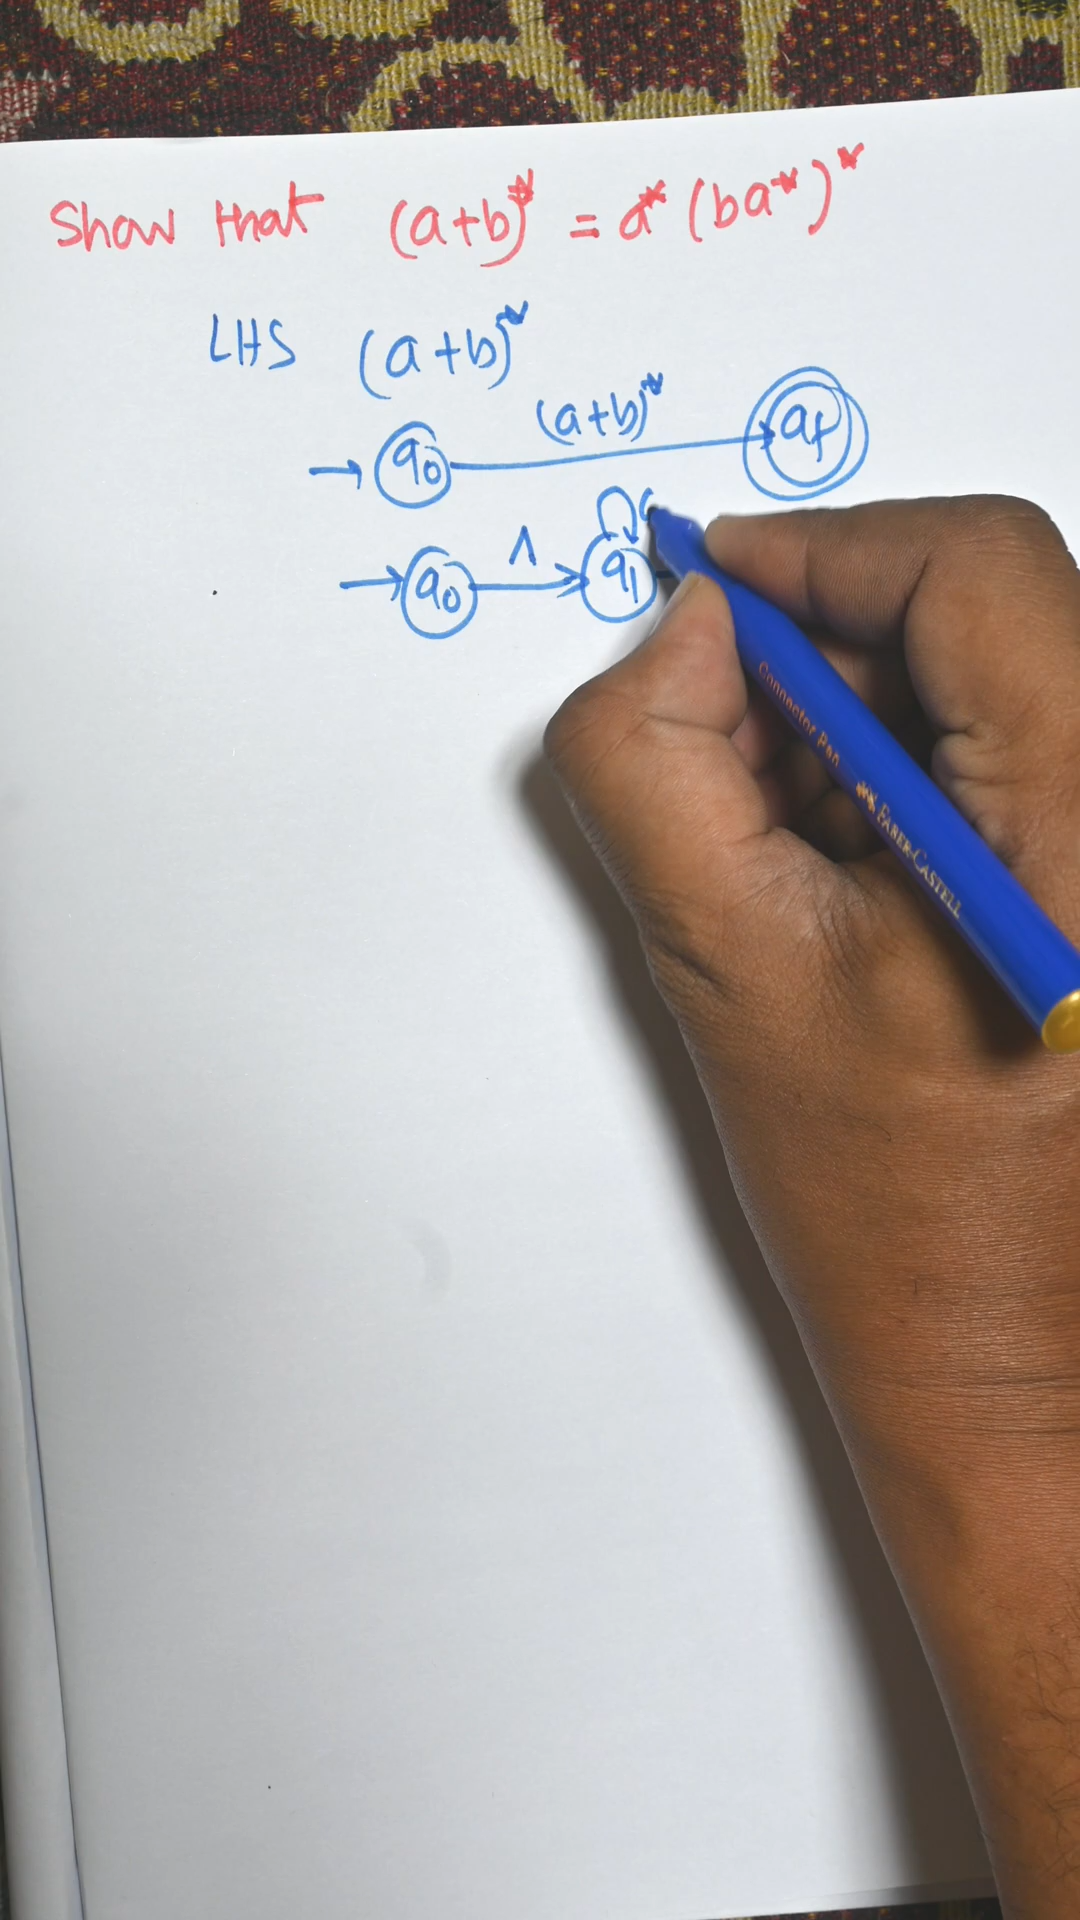 Show that (a+b)* = a* (ba*)*
LHS (a+b)*
(a+b)*
→ q0 qf
Λ
→ q0 q1
Connector Pen FABER-CASTELL